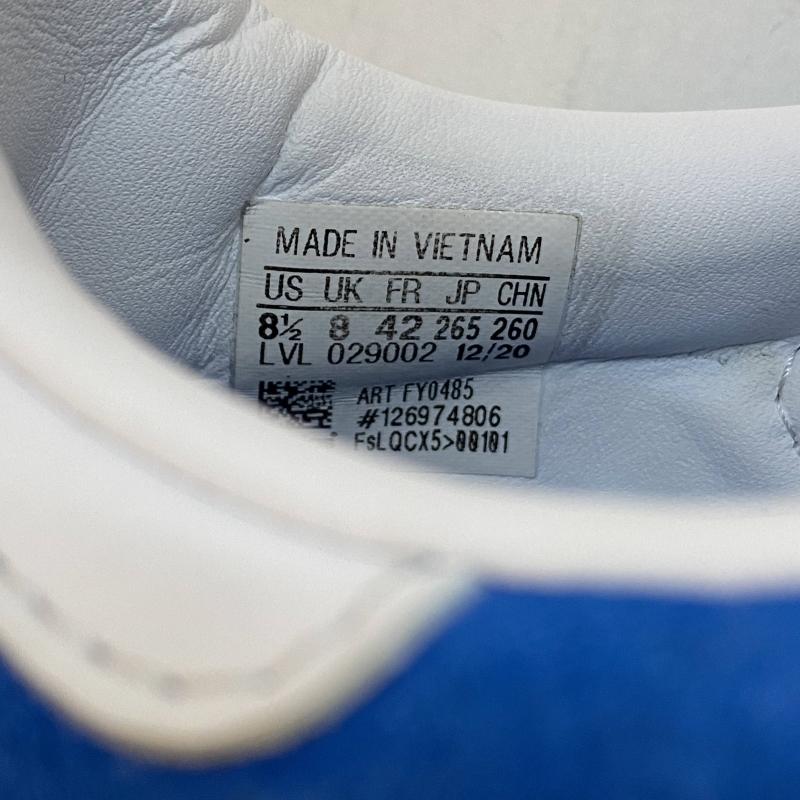 MADE IN VIETNAM
US UK FR JP CHN
8½ 8 42 265 260
LVL 029002 12/20
ART FY0485
#126974806
FsLQCX5>00101